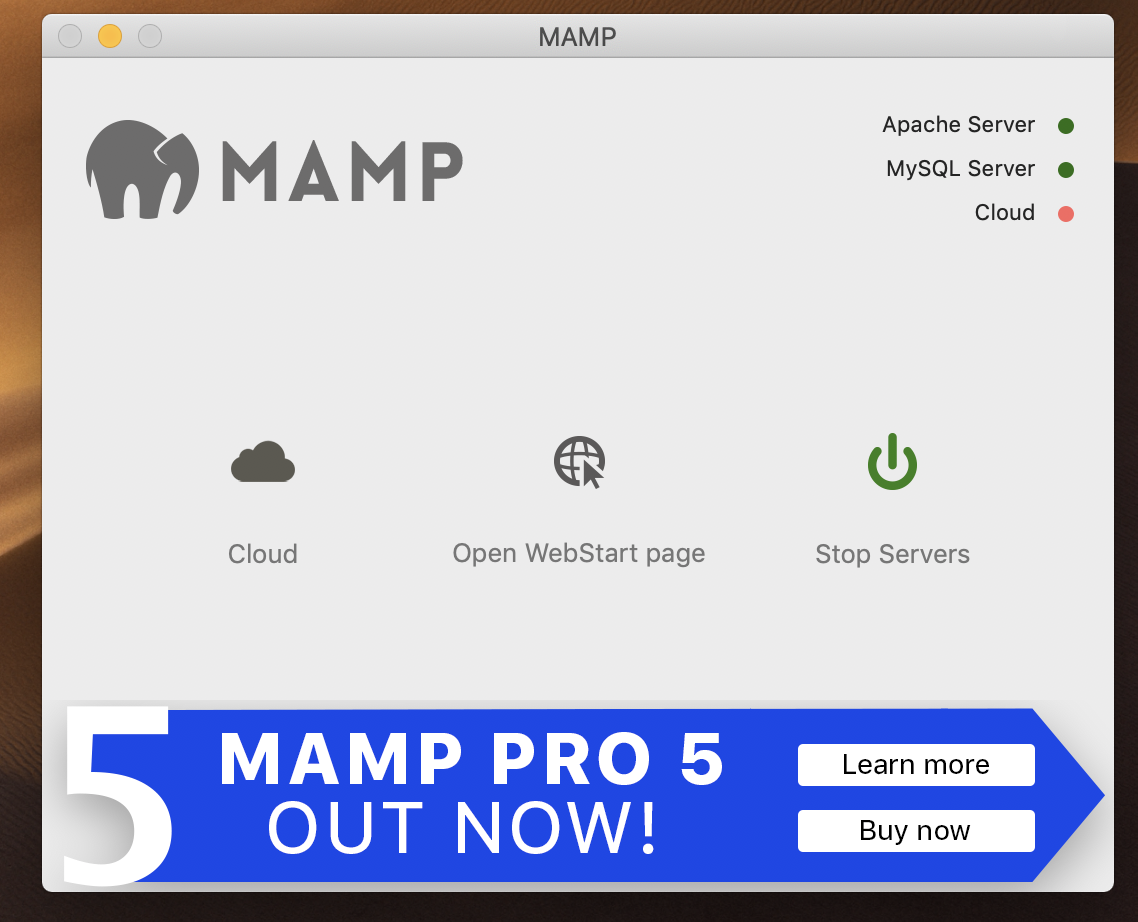 MAMP
MAMP
Apache Server
MySQL Server
Cloud
Cloud
Open WebStart page
Stop Servers
5
MAMP PRO 5
OUT NOW!
Learn more
Buy now